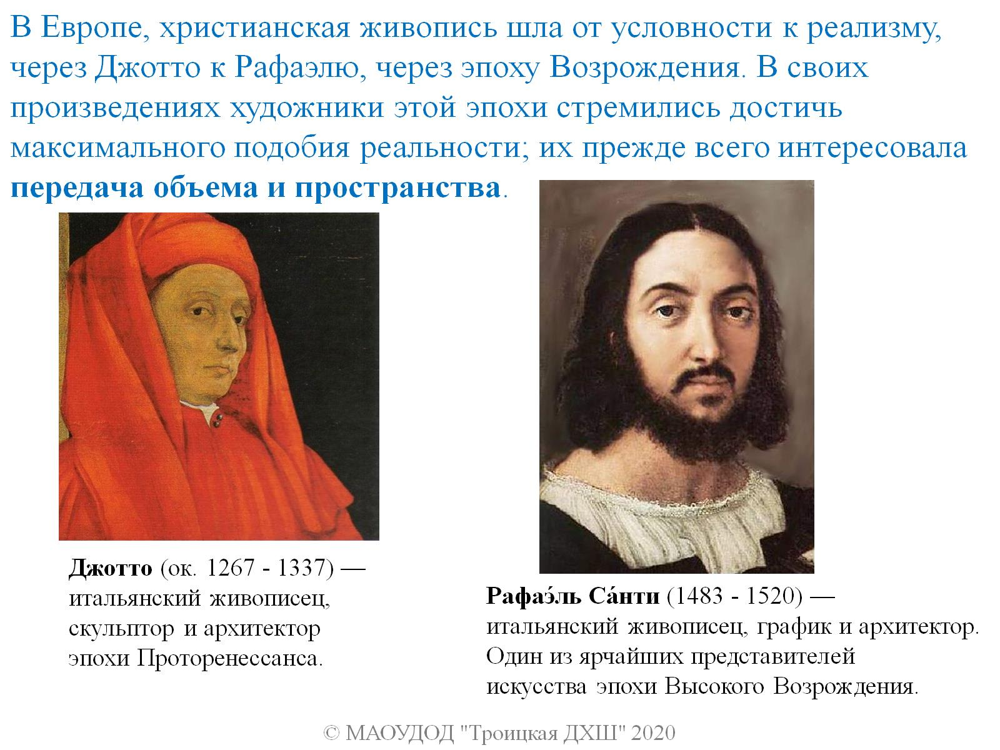 В Европе, христианская живопись шла от условности к реализму,
через Джотто к Рафаэлю, через эпоху Возрождения. В своих
произведениях художники этой эпохи стремились достичь
максимального подобия реальности; их прежде всего интересовала
передача объема и пространства.
Джотто (ок. 1267 - 1337) —
итальянский живописец,
скульптор и архитектор
эпохи Проторенессанса.
Рафаэ́ль Са́нти (1483 - 1520) —
итальянский живописец, график и архитектор.
Один из ярчайших представителей
искусства эпохи Высокого Возрождения.
© МАОУДОД "Троицкая ДХШ" 2020